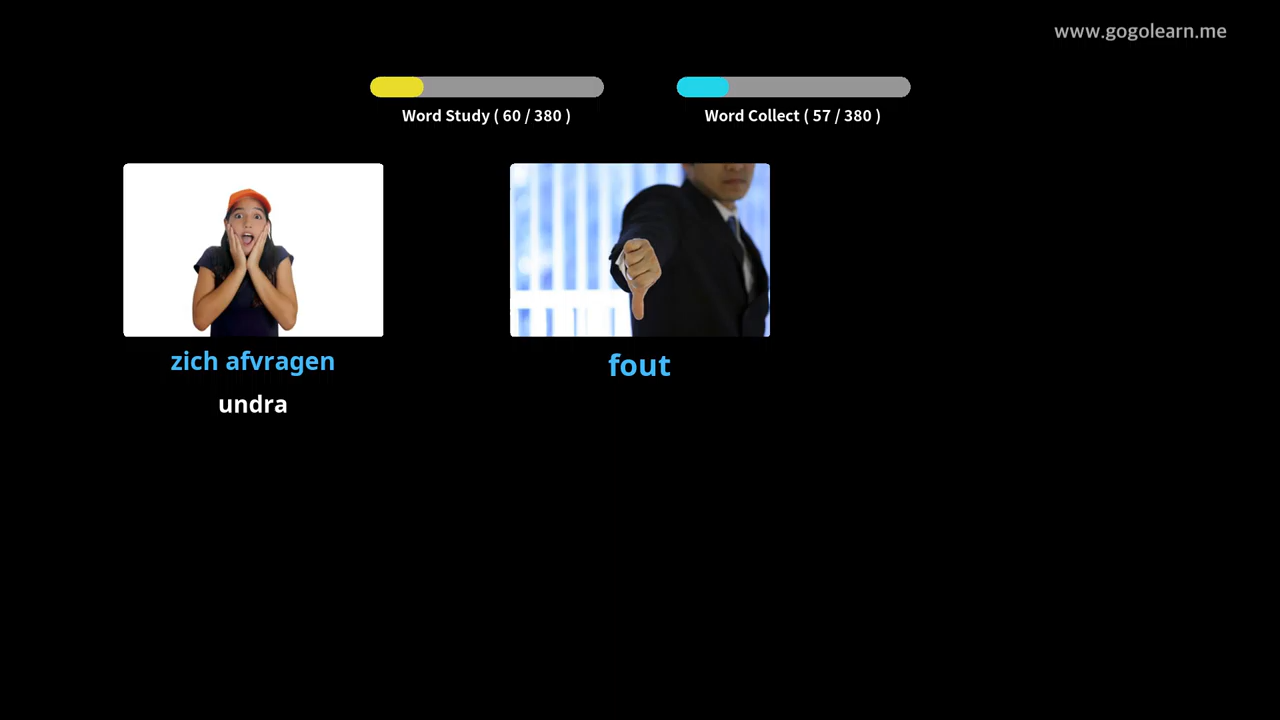 www.gogolearn.me
Word Study ( 60 / 380 )
Word Collect ( 57 / 380 )
zich afvragen
undra
fout